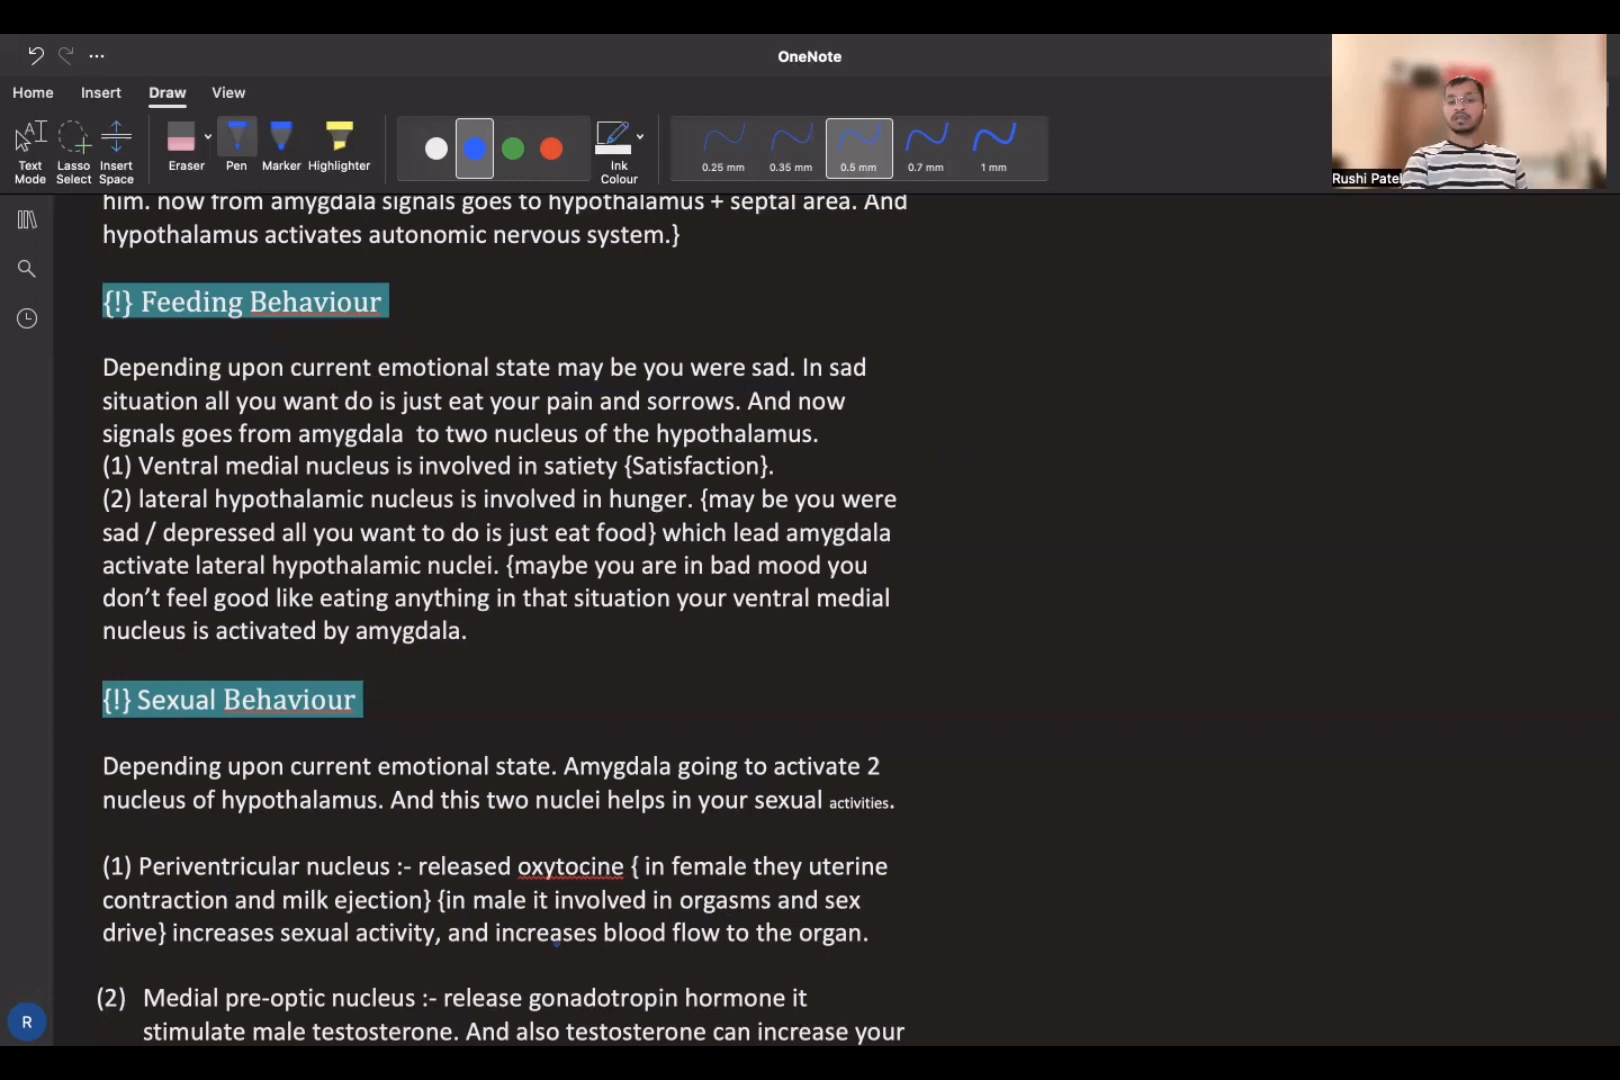 OneNote
Home Insert Draw View
Text Mode
Lasso Select
Insert Space
Eraser
Pen
Marker
Highlighter
Ink Colour
0.25 mm
0.35 mm
0.5 mm
0.7 mm
1 mm
Rushi Patel
him. now from amygdala signals goes to hypothalamus + septal area. And
hypothalamus activates autonomic nervous system.}
{!} Feeding Behaviour
Depending upon current emotional state may be you were sad. In sad
situation all you want do is just eat your pain and sorrows. And now
signals goes from amygdala  to two nucleus of the hypothalamus.
(1) Ventral medial nucleus is involved in satiety {Satisfaction}.
(2) lateral hypothalamic nucleus is involved in hunger. {may be you were
sad / depressed all you want to do is just eat food} which lead amygdala
activate lateral hypothalamic nuclei. {maybe you are in bad mood you
don’t feel good like eating anything in that situation your ventral medial
nucleus is activated by amygdala.
{!} Sexual Behaviour
Depending upon current emotional state. Amygdala going to activate 2
nucleus of hypothalamus. And this two nuclei helps in your sexual activities.
(1) Periventricular nucleus :- released oxytocine { in female they uterine
contraction and milk ejection} {in male it involved in orgasms and sex
drive} increases sexual activity, and increases blood flow to the organ.
(2) Medial pre-optic nucleus :- release gonadotropin hormone it
stimulate male testosterone. And also testosterone can increase your
R